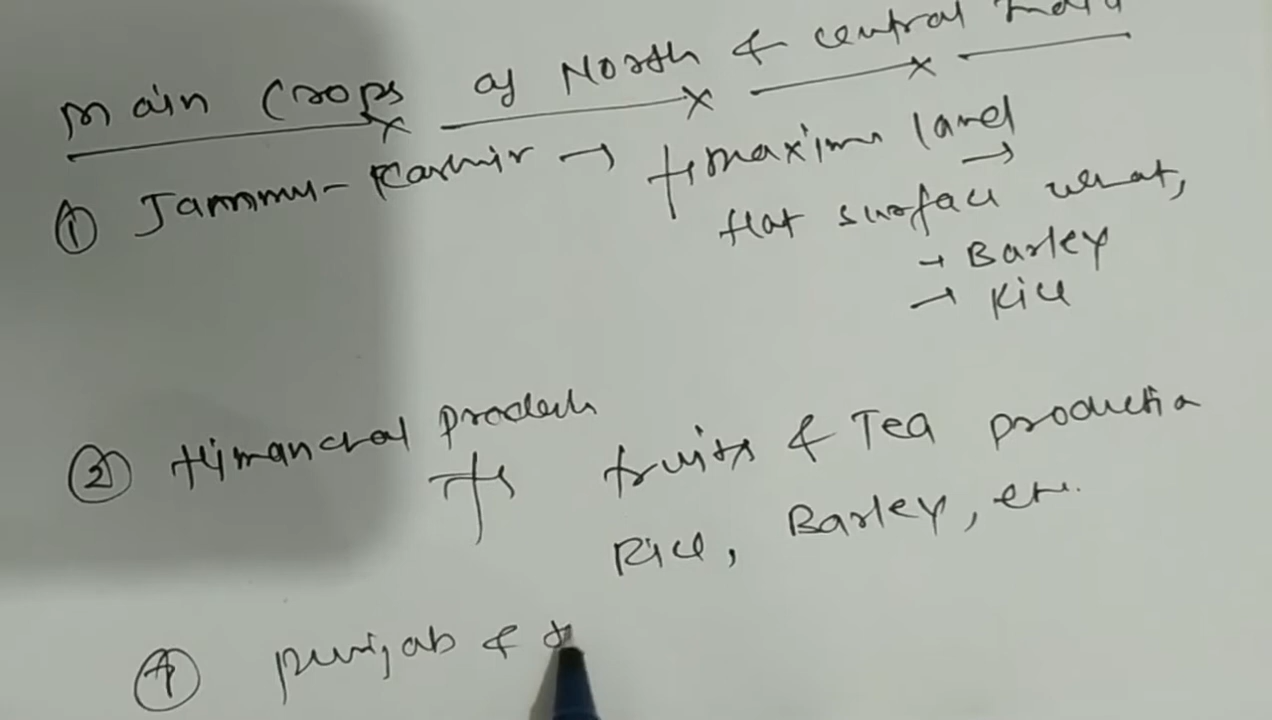 Main Crops of North & central India
① Jammu-Kashmir → maximum land
flat surface wheat,
→ Barley
→ Rice
② Himanchal pradesh fruits & Tea production
Rice, Barley, etc.
④ punjab &